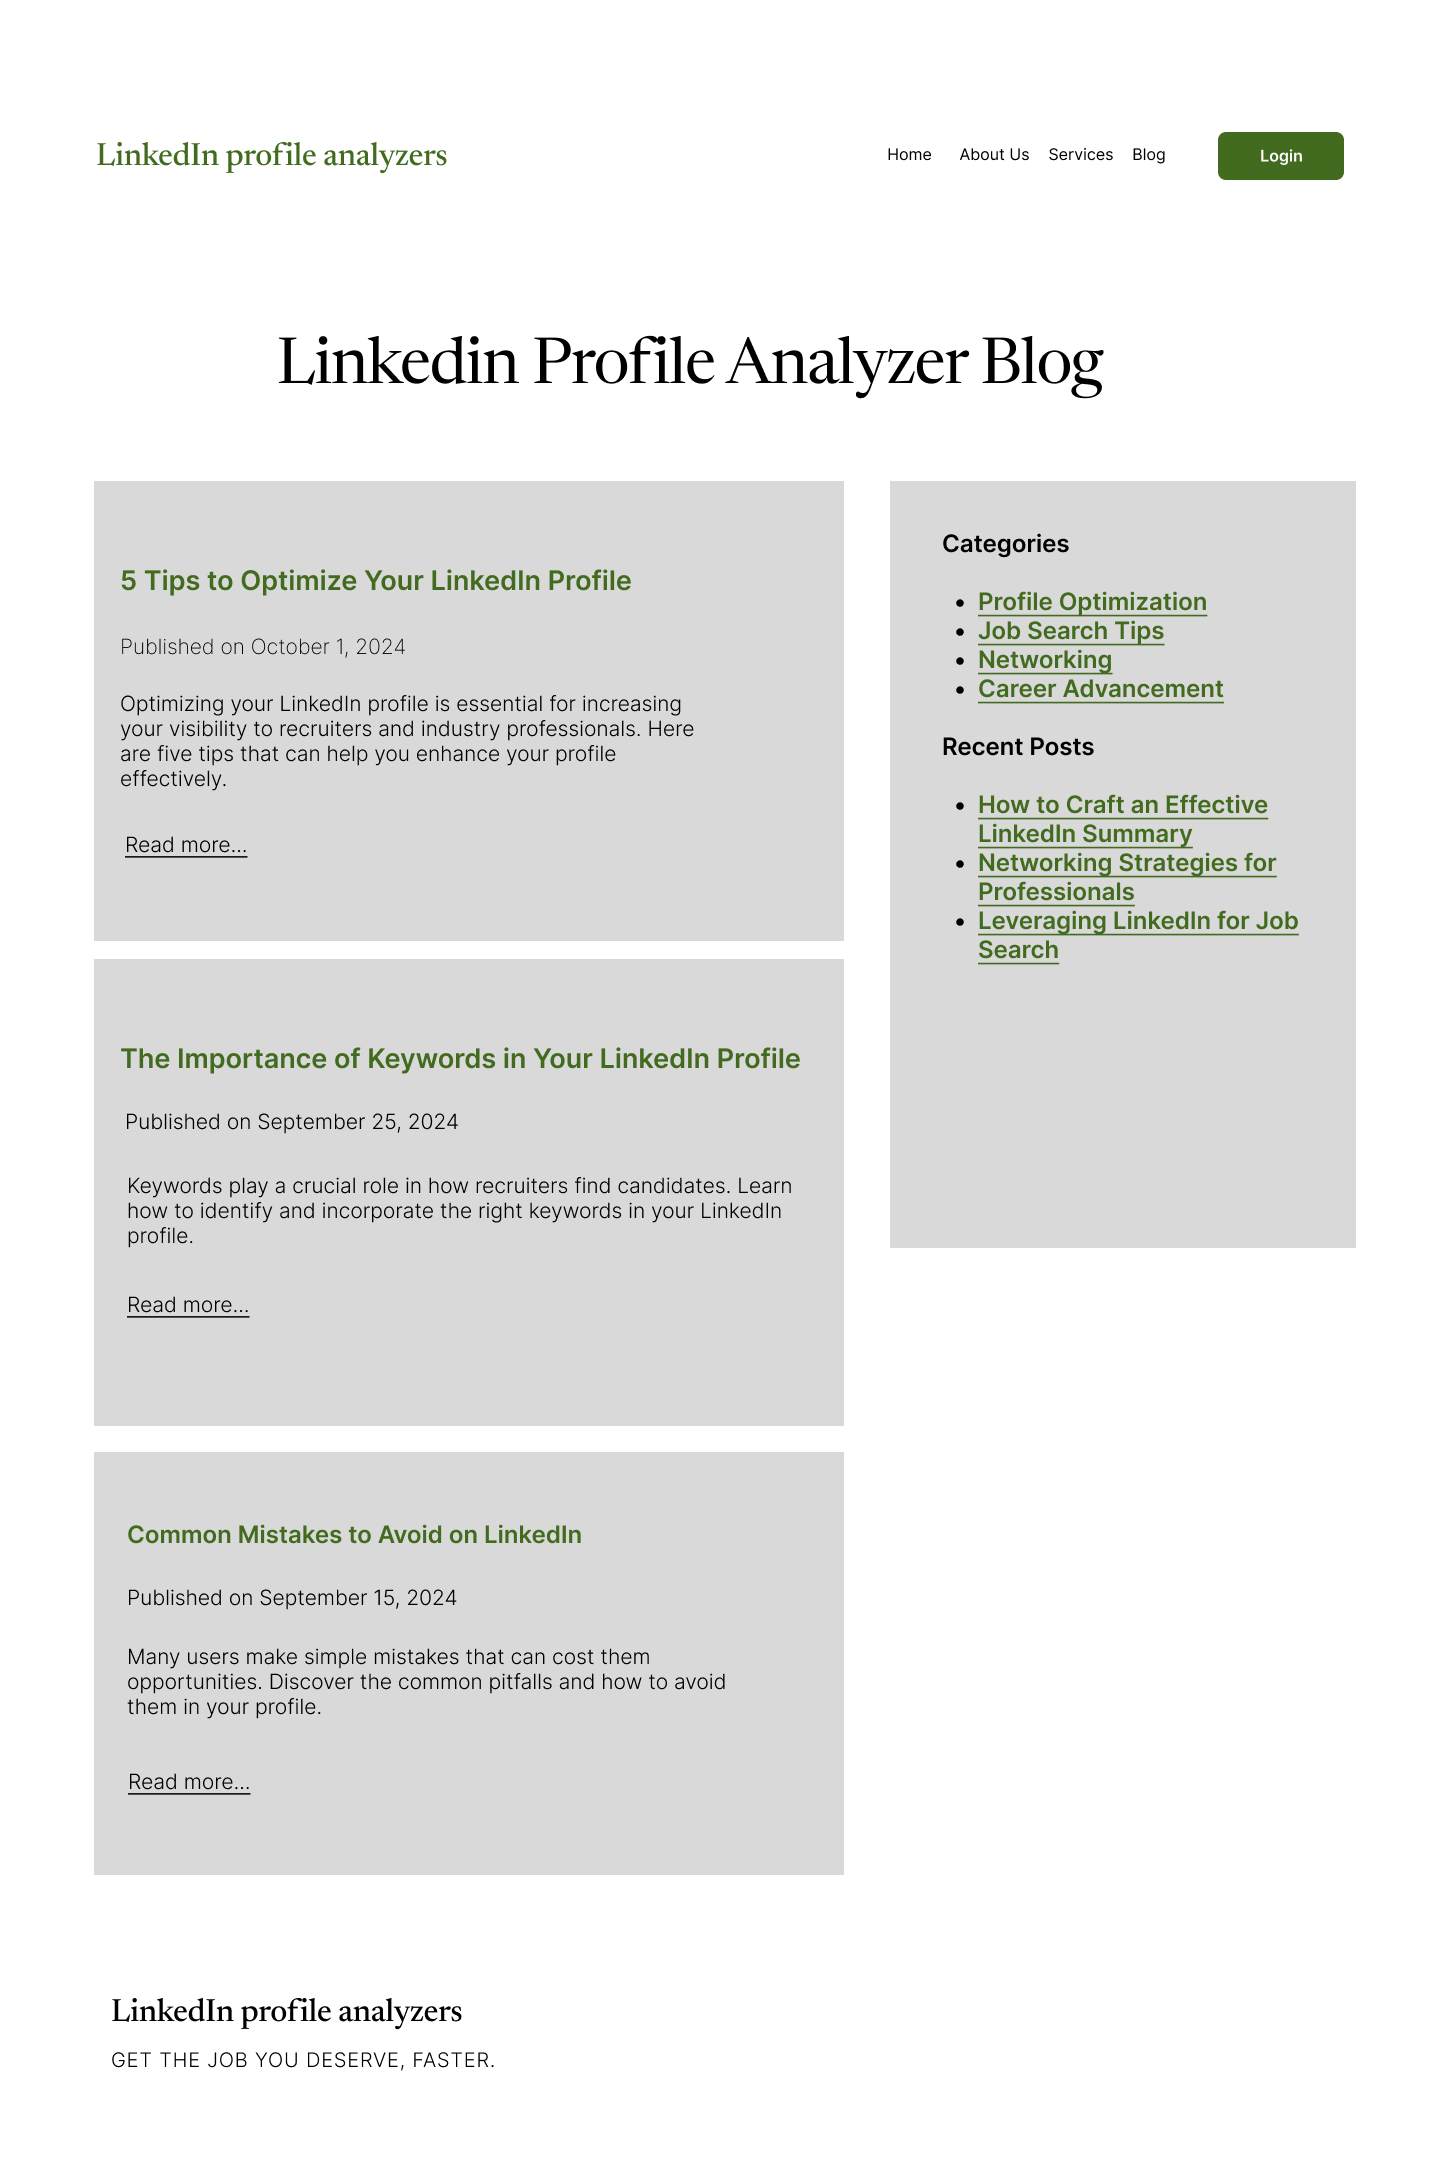 LinkedIn profile analyzers
Home About Us Services Blog Login
Linkedin Profile Analyzer Blog
5 Tips to Optimize Your LinkedIn Profile
Published on October 1, 2024
Optimizing your LinkedIn profile is essential for increasing
your visibility to recruiters and industry professionals. Here
are five tips that can help you enhance your profile
effectively.
Read more...
The Importance of Keywords in Your LinkedIn Profile
Published on September 25, 2024
Keywords play a crucial role in how recruiters find candidates. Learn
how to identify and incorporate the right keywords in your LinkedIn
profile.
Read more...
Common Mistakes to Avoid on LinkedIn
Published on September 15, 2024
Many users make simple mistakes that can cost them
opportunities. Discover the common pitfalls and how to avoid
them in your profile.
Read more...
Categories
• Profile Optimization
• Job Search Tips
• Networking
• Career Advancement
Recent Posts
• How to Craft an Effective
LinkedIn Summary
• Networking Strategies for
Professionals
• Leveraging LinkedIn for Job
Search
LinkedIn profile analyzers
GET THE JOB YOU DESERVE, FASTER.